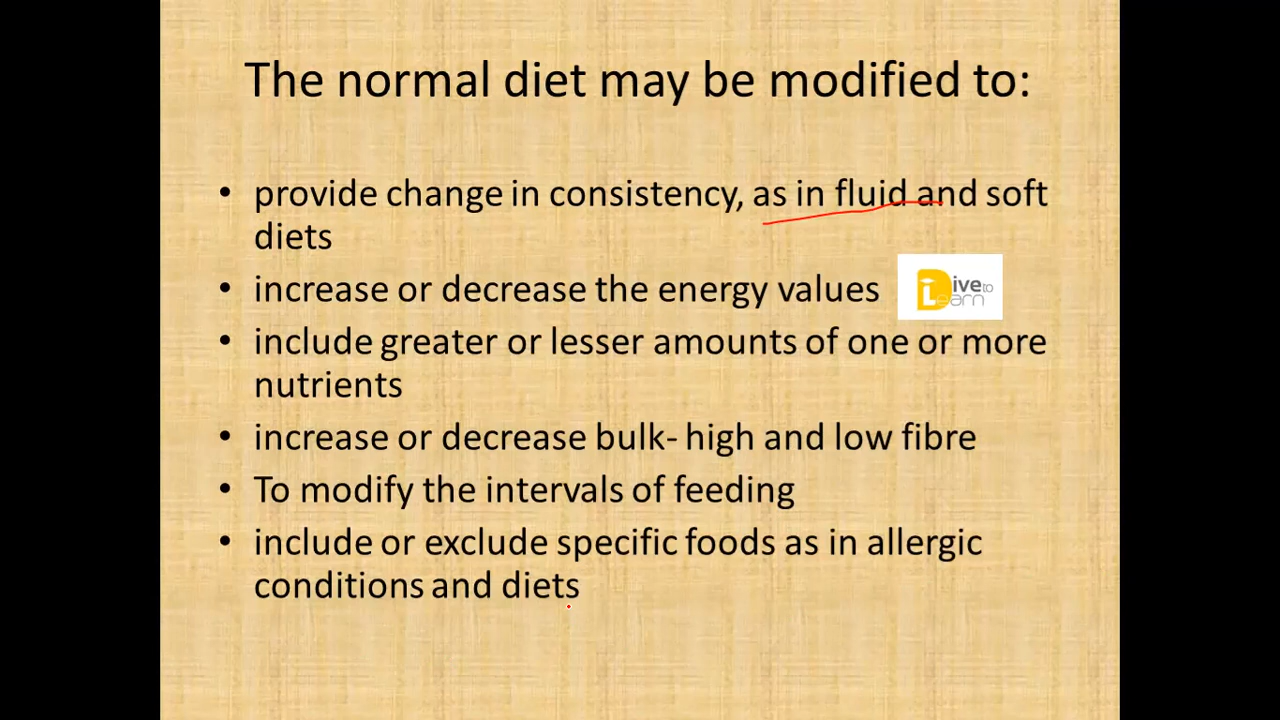 The normal diet may be modified to:
• provide change in consistency, as in fluid and soft
diets
• increase or decrease the energy values
Dive to
Learn
• include greater or lesser amounts of one or more
nutrients
• increase or decrease bulk- high and low fibre
• To modify the intervals of feeding
• include or exclude specific foods as in allergic
conditions and diets